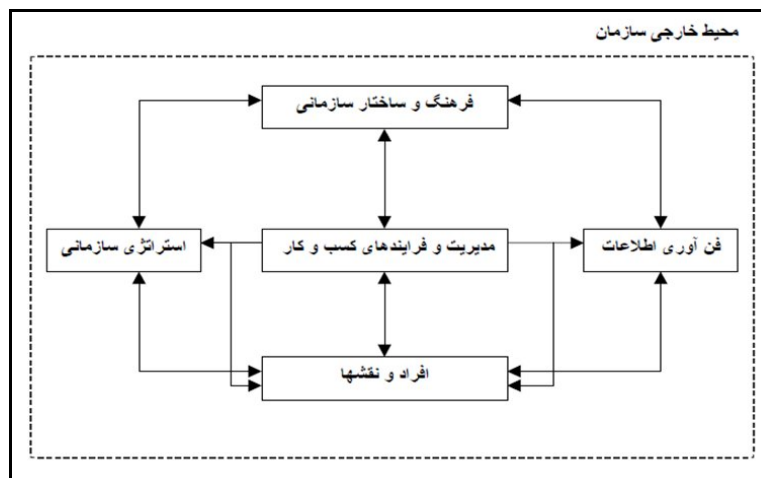 محیط خارجی سازمان
فرهنگ و ساختار سازمانی
فن آوری اطلاعات
مدیریت و فرایندهای کسب و کار
استراتژی سازمانی
افراد و نقشها